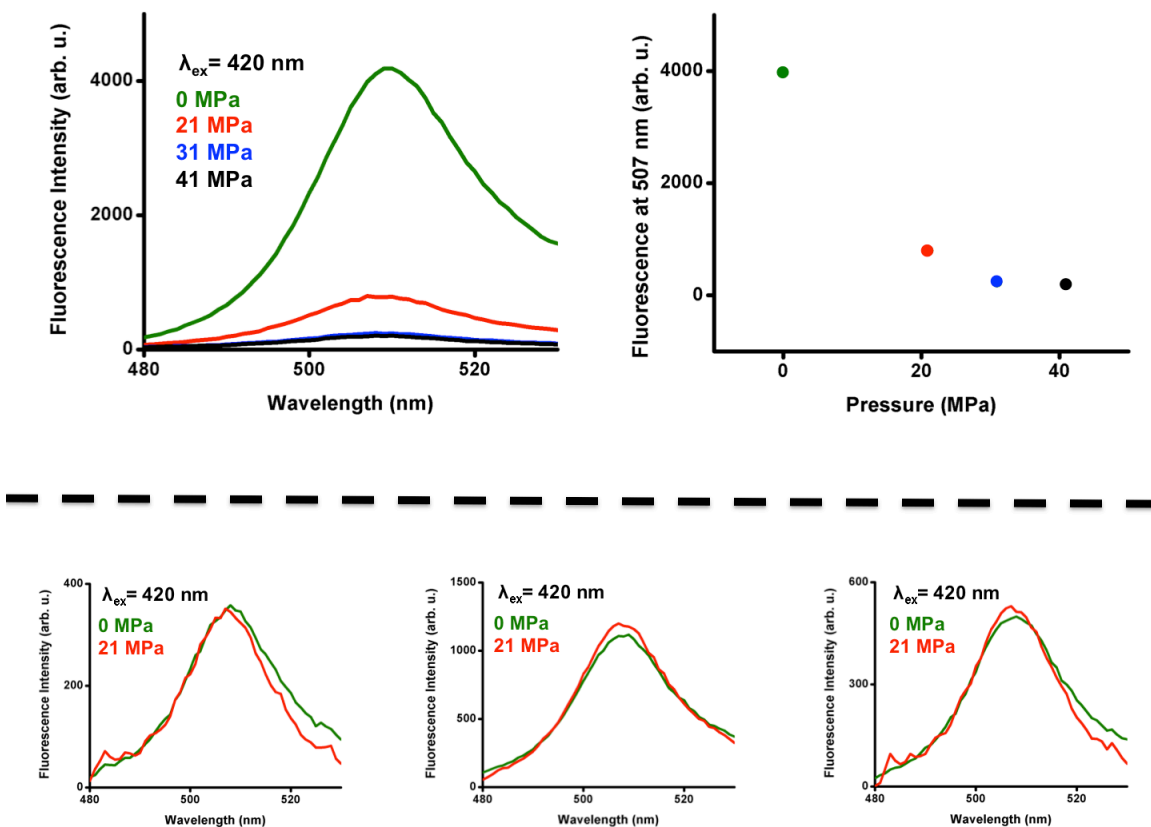 Fluorescence Intensity (arb. u.)
4000
2000
0
λex= 420 nm
0 MPa
21 MPa
31 MPa
41 MPa
480
500
520
Wavelength (nm)
Fluorescence at 507 nm (arb. u.)
4000
2000
0
0
20
40
Pressure (MPa)
Fluorescence Intensity (arb. u.)
400
200
0
λex= 420 nm
0 MPa
21 MPa
480
500
520
Wavelength (nm)
Fluorescence Intensity (arb. u.)
1500
1000
500
0
λex= 420 nm
0 MPa
21 MPa
480
500
520
Wavelength (nm)
Fluorescence Intensity (arb. u.)
600
300
0
λex= 420 nm
0 MPa
21 MPa
480
500
520
Wavelength (nm)